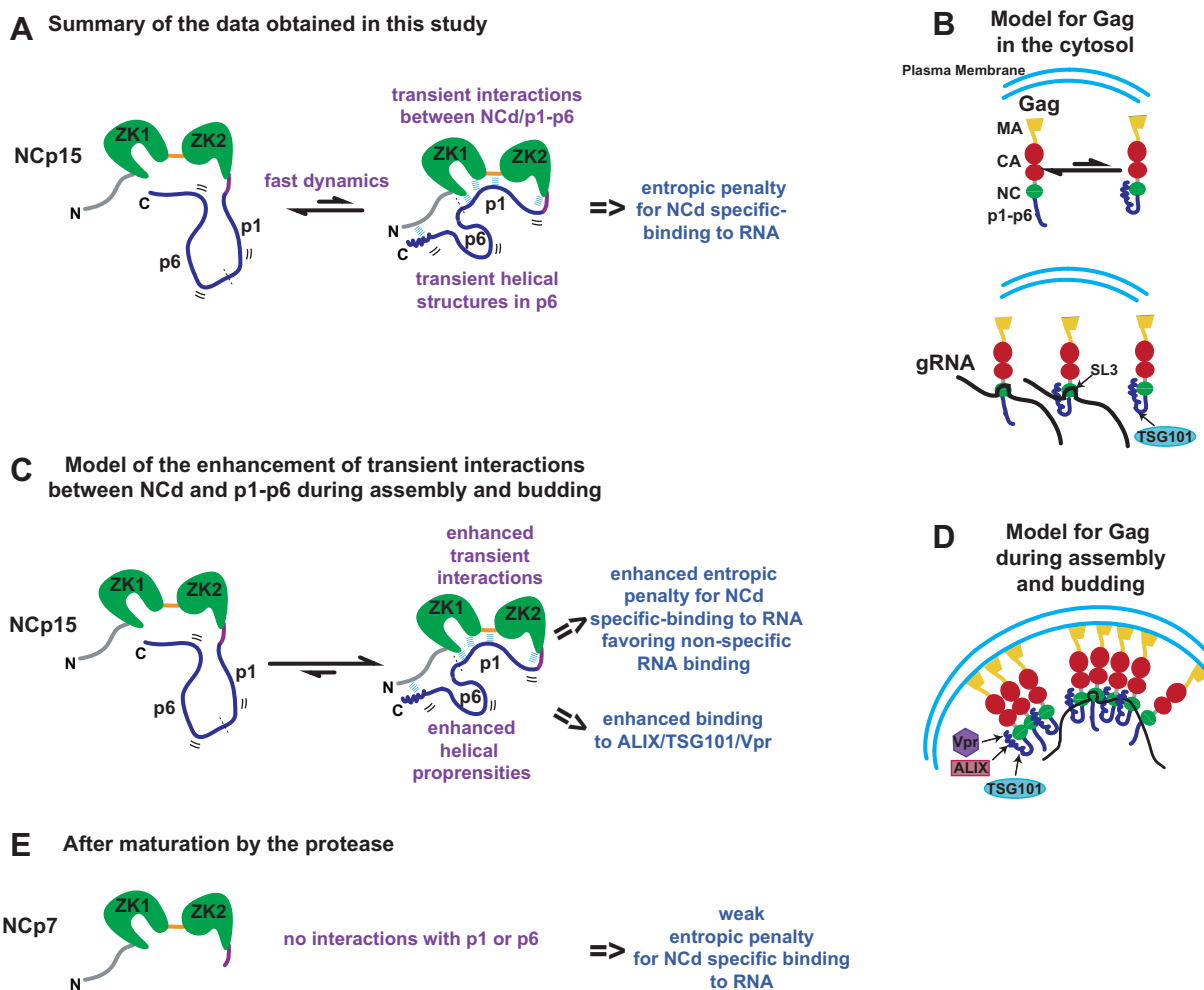 A Summary of the data obtained in this study
NCp15
ZK1
ZK2
N
C
p6
p1
fast dynamics
transient interactions
between NCd/p1-p6
ZK1
ZK2
p1
N
C
p6
transient helical
structures in p6
=>
entropic penalty
for NCd specific-
binding to RNA
B Model for Gag
in the cytosol
Plasma Membrane
Gag
MA
CA
NC
p1-p6
gRNA
SL3
TSG101
C Model of the enhancement of transient interactions
between NCd and p1-p6 during assembly and budding
NCp15
ZK1
ZK2
N
C
p6
p1
enhanced
transient
interactions
ZK1
ZK2
p1
N
C
p6
enhanced
helical
proprensities
=>
enhanced entropic
penalty for NCd
specific-binding to RNA
favoring non-specific
RNA binding
=>
enhanced binding
to ALIX/TSG101/Vpr
D Model for Gag
during assembly
and budding
Vpr
ALIX
TSG101
E After maturation by the protease
NCp7
ZK1
ZK2
N
no interactions with p1 or p6
=>
weak
entropic penalty
for NCd specific binding
to RNA